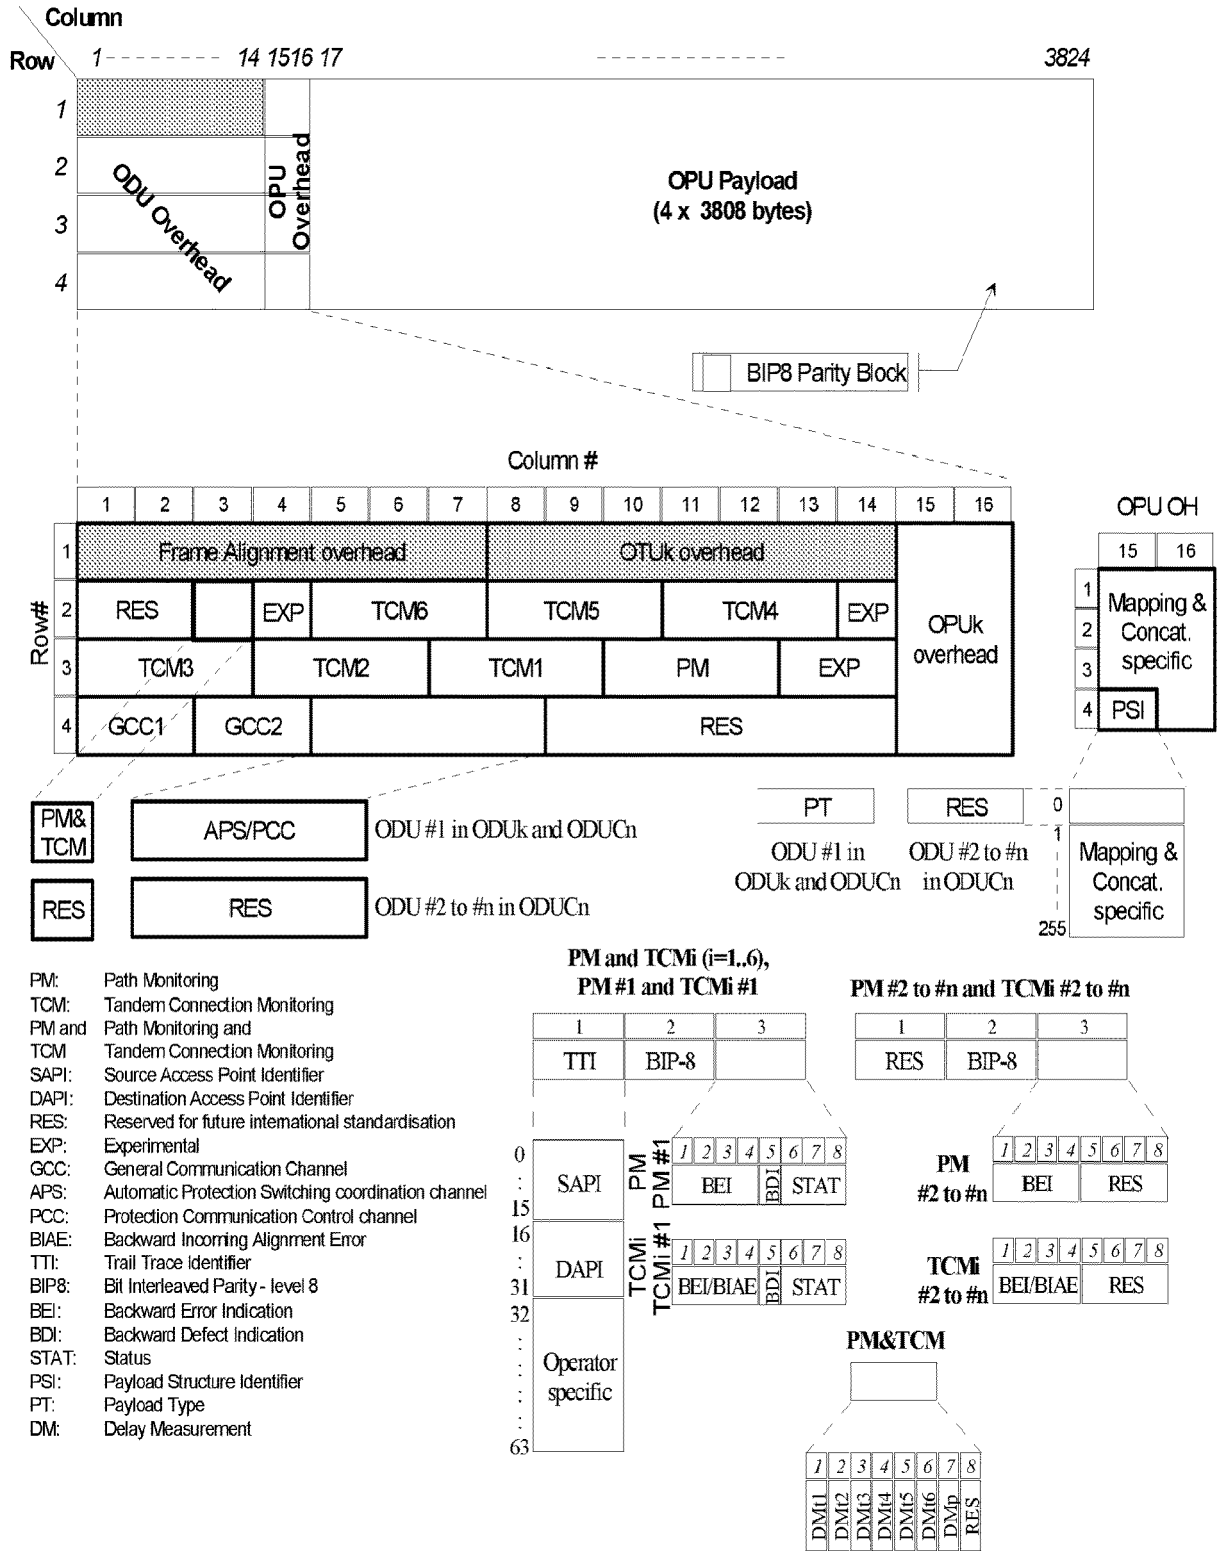 Column
Row 1 14 15 16 17 3824
1
2
3
4
ODU Overhead
OPU Overhead
OPU Payload
(4 x 3808 bytes)
BIP8 Parity Block
Column #
1 2 3 4 5 6 7 8 9 10 11 12 13 14 15 16
Row#
1 Frame Alignment overhead OTUk overhead
2 RES EXP TCM6 TCM5 TCM4 EXP
3 TCM3 TCM2 TCM1 PM EXP
4 GCC1 GCC2 RES
OPUk
overhead
OPU OH
15 16
1
2
3
4
Mapping &
Concat.
specific
PSI
PM&
TCM
APS/PCC
ODU #1 in ODUk and ODUCn
RES
RES
ODU #2 to #n in ODUCn
PT
ODU #1 in
ODUk and ODUCn
RES
ODU #2 to #n
in ODUCn
0
1
255
Mapping &
Concat.
specific
PM: Path Monitoring
TCM: Tandem Connection Monitoring
PM and Path Monitoring and
TCM Tandem Connection Monitoring
SAPI: Source Access Point Identifier
DAPI: Destination Access Point Identifier
RES: Reserved for future international standardisation
EXP: Experimental
GCC: General Communication Channel
APS: Automatic Protection Switching coordination channel
PCC: Protection Communication Control channel
BIAE: Backward Incoming Alignment Error
TTI: Trail Trace Identifier
BIP8: Bit Interleaved Parity - level 8
BEI: Backward Error Indication
BDI: Backward Defect Indication
STAT: Status
PSI: Payload Structure Identifier
PT: Payload Type
DM: Delay Measurement
PM and TCMi (i=1..6),
PM #1 and TCMi #1
1 2 3
TTI BIP-8
0
:
15
SAPI
16
:
31
DAPI
32
:
:
:
:
:
63
Operator
specific
PM
PM #1
1 2 3 4 5 6 7 8
BEI BDI STAT
TCMi
TCMi #1
1 2 3 4 5 6 7 8
BEI/BIAE BDI STAT
PM #2 to #n and TCMi #2 to #n
1 2 3
RES BIP-8
PM
#2 to #n
1 2 3 4 5 6 7 8
BEI RES
TCMi
#2 to #n
1 2 3 4 5 6 7 8
BEI/BIAE RES
PM&TCM
1 2 3 4 5 6 7 8
DMt1 DMt2 DMt3 DMt4 DMt5 DMt6 DMp RES